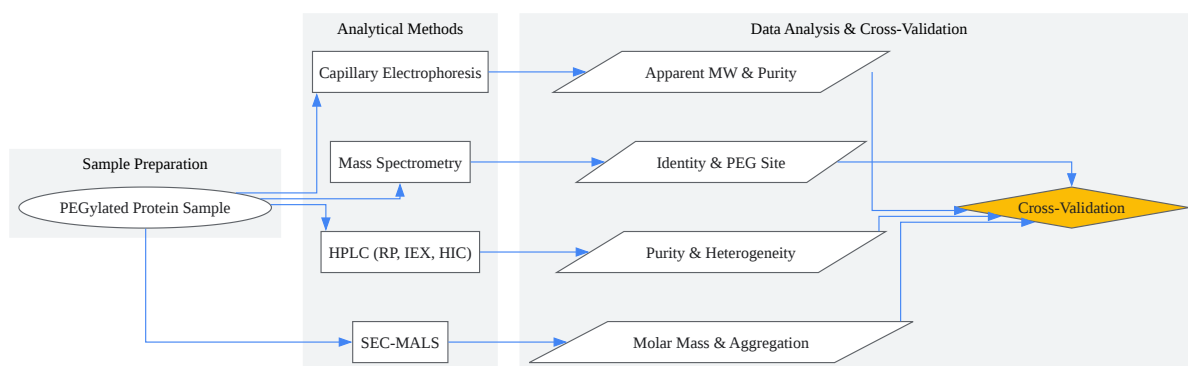 Analytical Methods
Data Analysis & Cross-Validation
Capillary Electrophoresis
Apparent MW & Purity
Sample Preparation
Mass Spectrometry
Identity & PEG Site
PEGylated Protein Sample
Cross-Validation
HPLC (RP, IEX, HIC)
Purity & Heterogeneity
SEC-MALS
Molar Mass & Aggregation